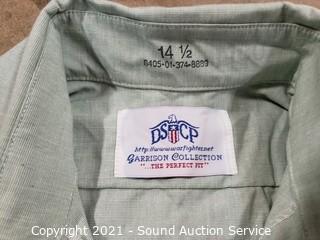 14 1/2
8405-01-374-8883
DSCP
http://www.warfighter.net
GARRISON COLLECTION
"...THE PERFECT FIT"
Copyright 2021 - Sound Auction Service